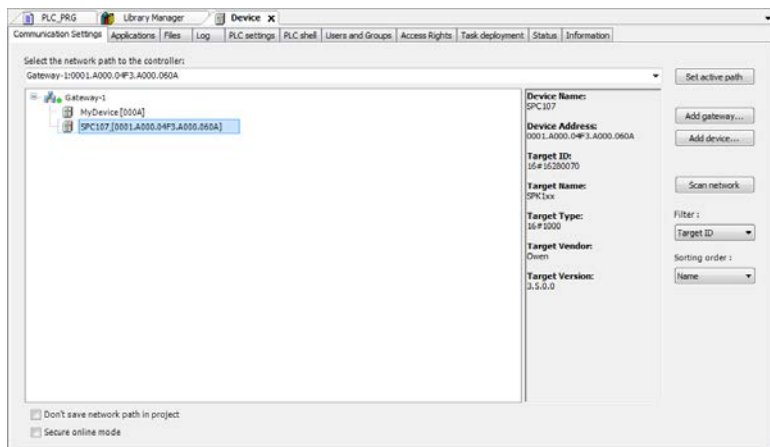 PLC_PRG Library Manager Device x
Communication Settings Applications Files Log PLC settings PLC shell Users and Groups Access Rights Task deployment Status Information
Select the network path to the controller:
Gateway-1:0001.A000.04F3.A000.060A
Set active path
Gateway-1
MyDevice [000A]
SPC107 [0001.A000.04F3.A000.060A]
Device Name:
SPC107
Device Address:
0001.A000.04F3.A000.060A
Target ID:
16#16280070
Target Name:
SPK1xx
Target Type:
16#1000
Target Vendor:
Owen
Target Version:
3.5.0.0
Add gateway...
Add device...
Scan network
Filter :
Target ID
Sorting order :
Name
Don't save network path in project
Secure online mode